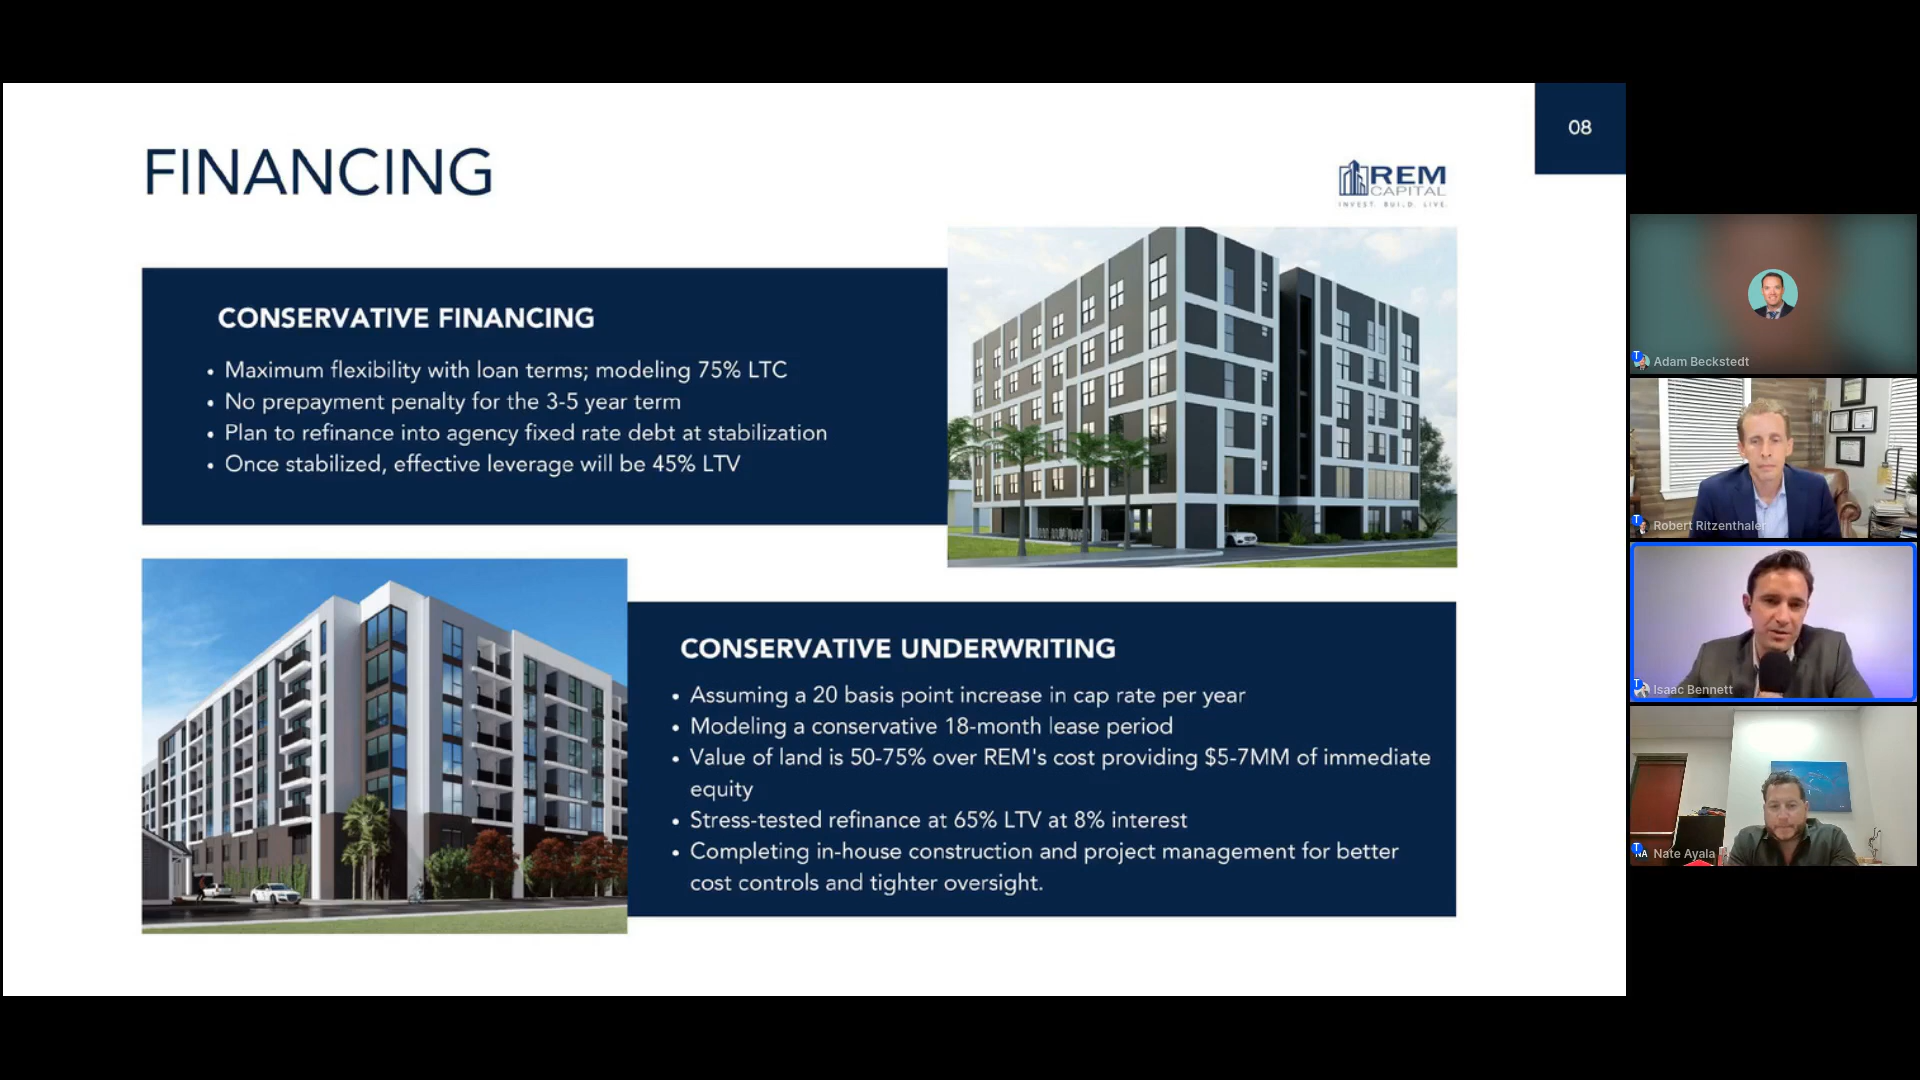 08
FINANCING
REM
CAPITAL
INVEST. BUILD. LIVE.
CONSERVATIVE FINANCING
• Maximum flexibility with loan terms; modeling 75% LTC
• No prepayment penalty for the 3-5 year term
• Plan to refinance into agency fixed rate debt at stabilization
• Once stabilized, effective leverage will be 45% LTV
CONSERVATIVE UNDERWRITING
• Assuming a 20 basis point increase in cap rate per year
• Modeling a conservative 18-month lease period
• Value of land is 50-75% over REM's cost providing $5-7MM of immediate
equity
• Stress-tested refinance at 65% LTV at 8% interest
• Completing in-house construction and project management for better
cost controls and tighter oversight.
T
Adam Beckstedt
T
Robert Ritzenthaler
T
Isaac Bennett
T
NA Nate Ayala